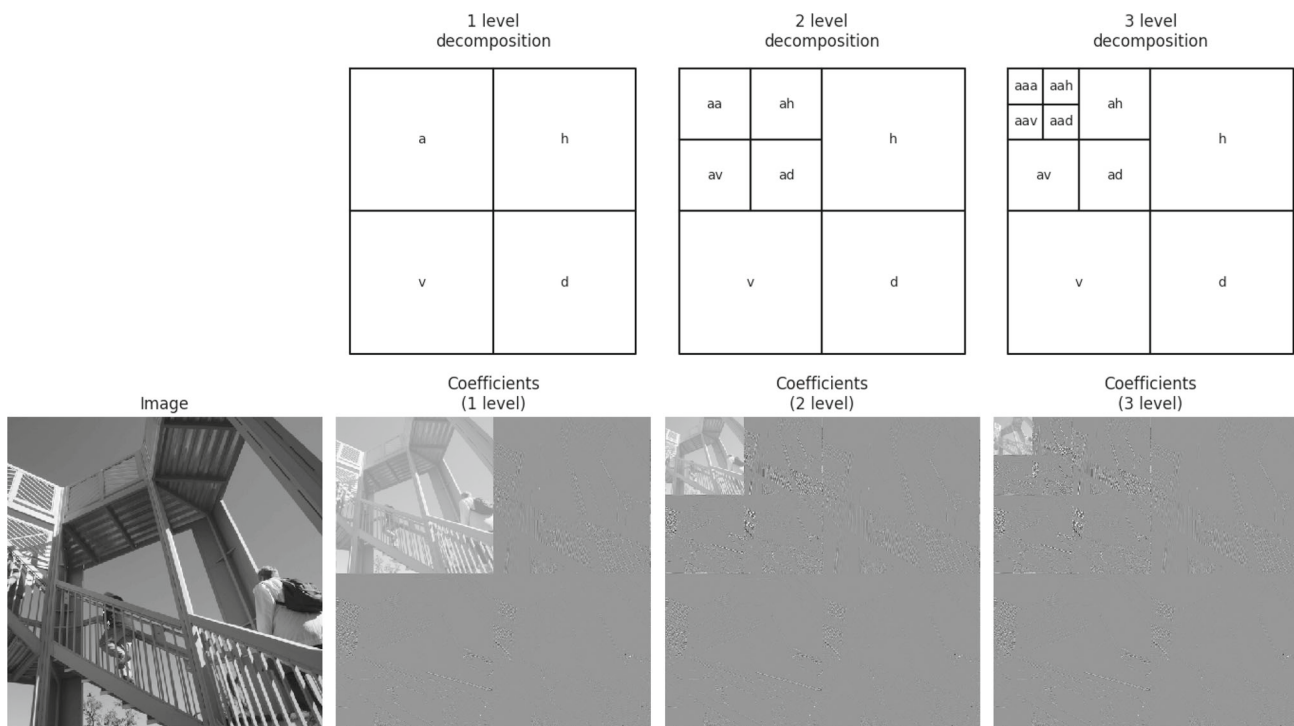 1 level
decomposition
2 level
decomposition
3 level
decomposition
a
h
v
d
aa
ah
h
av
ad
v
d
aaa
aah
ah
h
aav
aad
av
ad
v
d
Image
Coefficients
(1 level)
Coefficients
(2 level)
Coefficients
(3 level)